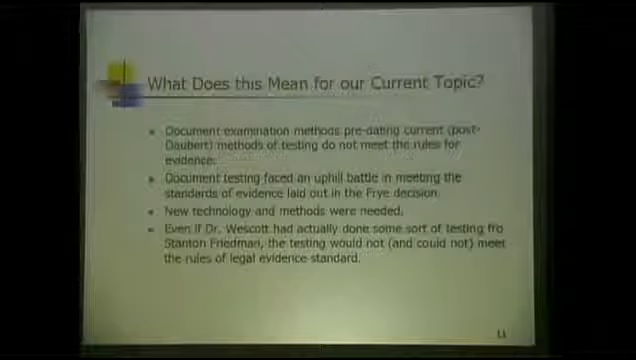 What Does this Mean for our Current Topic?
Document examination methods pre-dating current (post-
Daubert) methods of testing do not meet the rules for
evidence.
Document testing faced an uphill battle in meeting the
standards of evidence laid out in the Frye decision.
New technology and methods were needed.
Even if Dr. Wescott had actually done some sort of testing fro
Stanton Friedman, the testing would not (and could not) meet
the rules of legal evidence standard.
11